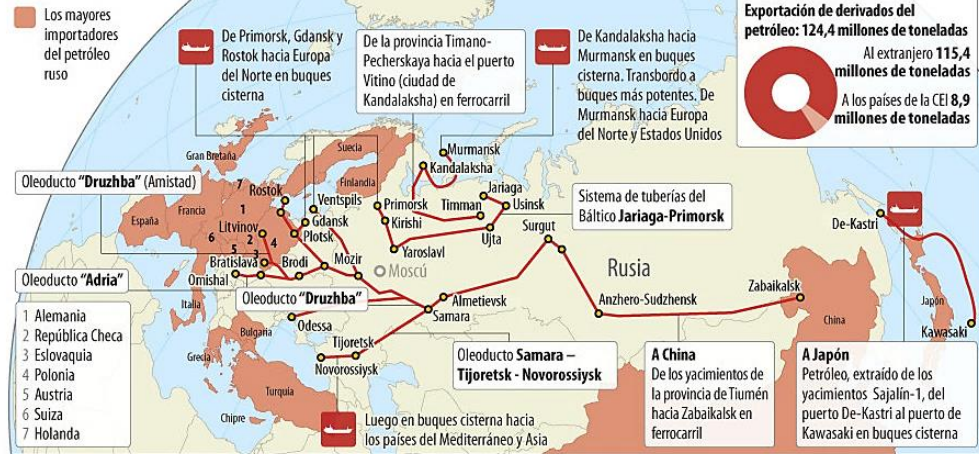 Los mayores
importadores
del petróleo
ruso
De Primorsk, Gdansk y
Rostok hacia Europa
del Norte en buques
cisterna
De la provincia Timano-
Pecherskaya hacia el puerto
Vitino (ciudad de
Kandalaksha) en ferrocarril
De Kandalaksha hacia
Murmansk en buques
cisterna. Transbordo a
buques más potentes. De
Murmansk hacia Europa
del Norte y Estados Unidos
Exportación de derivados del
petróleo: 124,4 millones de toneladas
Al extranjero 115,4
millones de toneladas
A los países de la CEI 8,9
millones de toneladas
Oleoducto "Druzhba" (Amistad)
Gran Bretaña
Suecia
Finlandia
Murmansk
Kandalaksha
Jariaga
Usinsk
Timman
Ujta
Sistema de tuberías del
Báltico Jariaga-Primorsk
De-Kastri
7
Rostok
Ventspils
Primorsk
Kirishi
Yaroslavl
España
Francia
1
Litvinov
Gdansk
Plotsk
6
2
4
5
3
Bratislava
Brodi
Mozir
Omishal
Moscú
Surgut
Rusia
Oleoducto "Adria"
Oleoducto "Druzhba"
Almetievsk
Samara
Anzhero-Sudzhensk
Zabaikalsk
China
Japón
Kawasaki
Italia
Bulgaria
Grecia
Turquía
Chipre
Odessa
Tijoretsk
Novorossiysk
1 Alemania
2 República Checa
3 Eslovaquia
4 Polonia
5 Austria
6 Suiza
7 Holanda
Oleoducto Samara –
Tijoretsk - Novorossiysk
Luego en buques cisterna hacia
los países del Mediterráneo y Asia
A China
De los yacimientos
de la provincia de Tiumén
hacia Zabaikalsk en
ferrocarril
A Japón
Petróleo, extraído de los
yacimientos Sajalín-1, del
puerto De-Kastri al puerto de
Kawasaki en buques cisterna